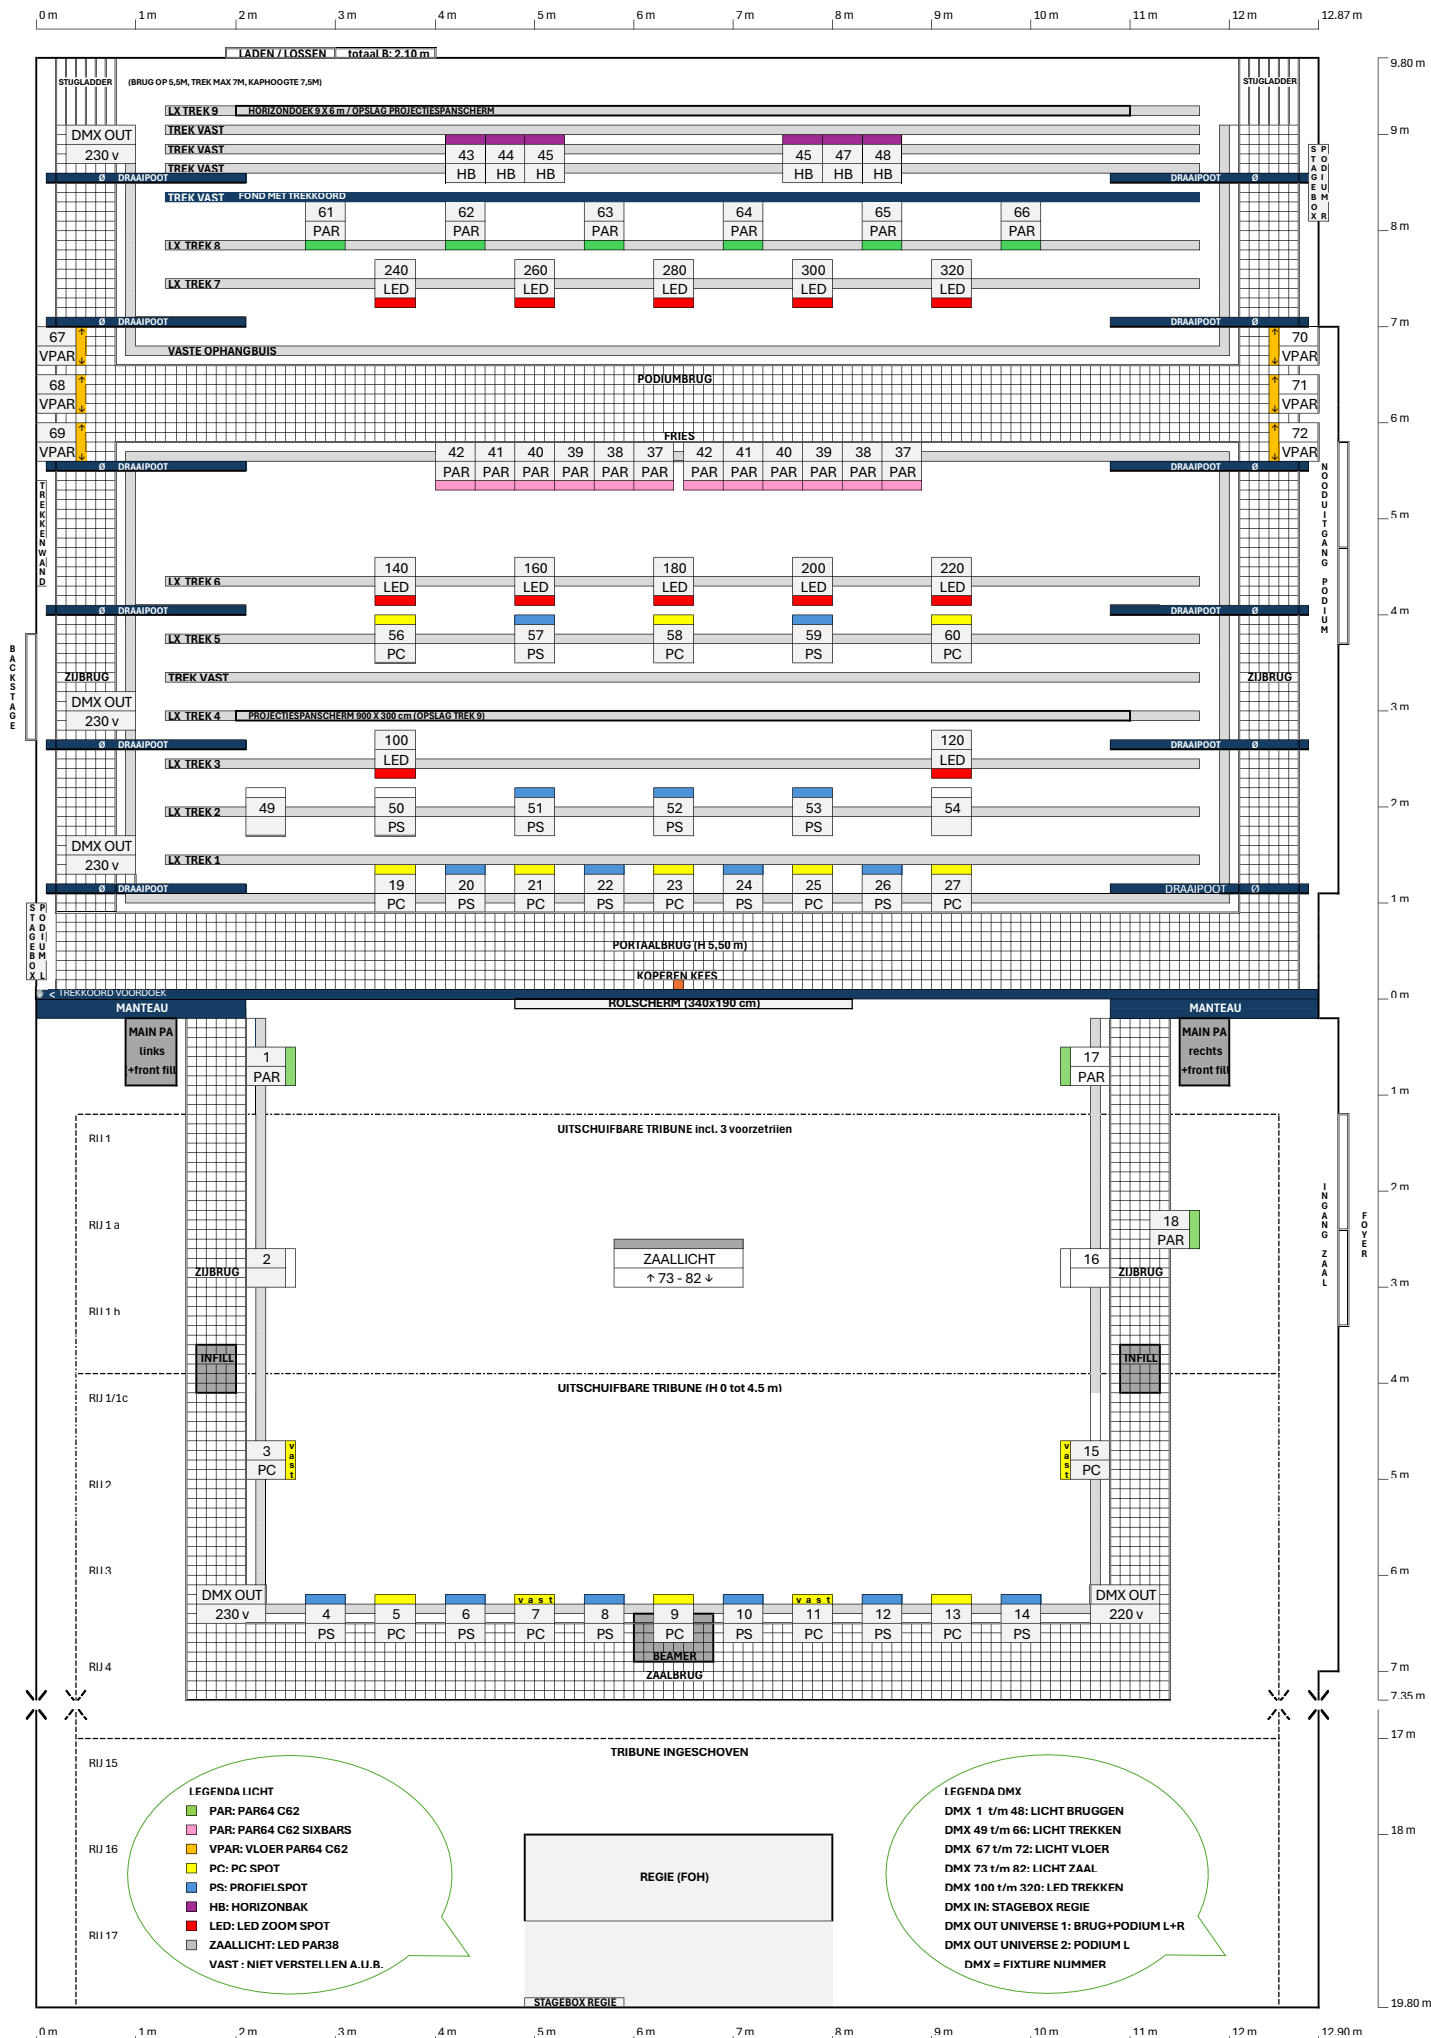 0 m 1 m 2 m 3 m 4 m 5 m 6 m 7 m 8 m 9 m 10 m 11 m 12 m 12.87 m
LADEN / LOSSEN totaal B: 2.10 m
9.80 m
STIJGLADDER (BRUG OP 5,5M, TREK MAX 7M, KAPHOOGTE 7,5M) STIJGLADDER
LX TREK 9 HORIZONDOEK 9 X 6 m / OPSLAG PROJECTIESPANSCHERM
TREK VAST
DMX OUT 9 m
TREK VAST
230 v 43 44 45 45 47 48
TREK VAST HB HB HB HB HB HB
STAGEBOX PODIUM R
Ø DRAAIPOOT DRAAIPOOT Ø
TREK VAST FOND MET TREKKOORD
61 62 63 64 65 66
PAR PAR PAR PAR PAR PAR
8 m
LX TREK 8
240 260 280 300 320
LX TREK 7 LED LED LED LED LED
Ø DRAAIPOOT DRAAIPOOT Ø 7 m
67 70
VPAR VASTE OPHANGBUIS VPAR
PODIUMBRUG
68 71
VPAR VPAR
6 m
69 FRIES 72
VPAR 42 41 40 39 38 37 42 41 40 39 38 37 VPAR
PAR PAR PAR PAR PAR PAR PAR PAR PAR PAR PAR PAR
Ø DRAAIPOOT DRAAIPOOT Ø
TREKKENWAND
NOODUITGANG PODIUM
5 m
140 160 180 200 220
LX TREK 6 LED LED LED LED LED
Ø DRAAIPOOT DRAAIPOOT Ø 4 m
LX TREK 5 56 57 58 59 60
PC PS PC PS PC
BACKSTAGE
ZIJBRUG TREK VAST ZIJBRUG
DMX OUT
230 v LX TREK 4 PROJECTIESPANSCHERM 900 X 300 cm (OPSLAG TREK 9) 3 m
Ø DRAAIPOOT DRAAIPOOT Ø
100 120
LX TREK 3 LED LED
LX TREK 2 49 50 51 52 53 54 2 m
PS PS PS PS
DMX OUT
230 v LX TREK 1
Ø DRAAIPOOT 19 20 21 22 23 24 25 26 27 DRAAIPOOT Ø
PC PS PC PS PC PS PC PS PC
1 m
STAGEBOX PODIUM L
PORTAALBRUG (H 5,50 m)
KOPEREN KEES
< TREKKOORD VOORDOEK 0 m
ROLSCHERM (340x190 cm)
MANTEAU MANTEAU
MAIN PA MAIN PA
links rechts
+front fill +front fill
1 17
PAR PAR
1 m
RIJ 1 UITSCHUIFBARE TRIBUNE incl. 3 voorzetrijen
2 m
INGANG ZAAL
FOYER
RIJ 1 a 18
PAR
2 ZAALLICHT 16
ZIJBRUG ↑ 73 - 82 ↓ ZIJBRUG
3 m
RIJ 1 b
INFILL INFILL
4 m
RIJ 1/1c UITSCHUIFBARE TRIBUNE (H 0 tot 4.5 m)
3 vast vast 15
PC PC
5 m
RIJ 2
RIJ 3 6 m
DMX OUT DMX OUT
230 v vast vast 220 v
4 5 6 7 8 9 10 11 12 13 14
PS PC PS PC PS PC PS PC PS PC PS
BEAMER
RIJ 4 ZAALBRUG 7 m
7.35 m
17 m
RIJ 15 TRIBUNE INGESCHOVEN
LEGENDA LICHT
PAR: PAR64 C62
PAR: PAR64 C62 SIXBARS
VPAR: VLOER PAR64 C62
PC: PC SPOT
PS: PROFIELSPOT
HB: HORIZONBAK
LED: LED ZOOM SPOT
ZAALLICHT: LED PAR38
VAST : NIET VERSTELLEN A.U.B.
LEGENDA DMX
DMX 1 t/m 48: LICHT BRUGGEN
DMX 49 t/m 66: LICHT TREKKEN
DMX 67 t/m 72: LICHT VLOER
DMX 73 t/m 82: LICHT ZAAL
DMX 100 t/m 320: LED TREKKEN
DMX IN: STAGEBOX REGIE
DMX OUT UNIVERSE 1: BRUG+PODIUM L+R
DMX OUT UNIVERSE 2: PODIUM L
DMX = FIXTURE NUMMER
18 m
RIJ 16
REGIE (FOH)
RIJ 17
STAGEBOX REGIE
19.80 m
0 m 1 m 2 m 3 m 4 m 5 m 6 m 7 m 8 m 9 m 10 m 11 m 12 m 12.90 m